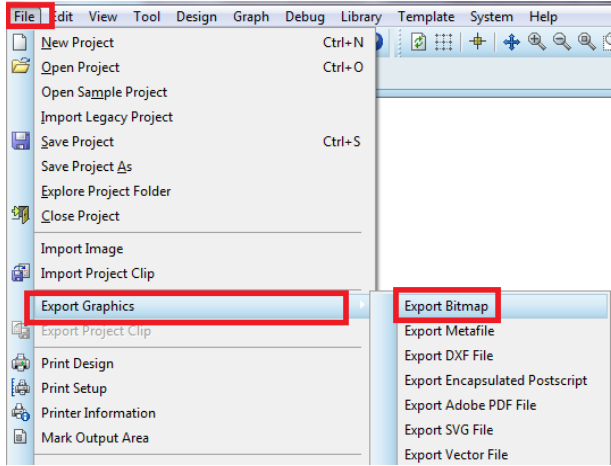 File Edit View Tool Design Graph Debug Library Template System Help
New Project Ctrl+N
Open Project Ctrl+O
Open Sample Project
Import Legacy Project
Save Project Ctrl+S
Save Project As
Explore Project Folder
Close Project
Import Image
Import Project Clip
Export Graphics
Export Project Clip
Print Design
Print Setup
Printer Information
Mark Output Area
Export Bitmap
Export Metafile
Export DXF File
Export Encapsulated Postscript
Export Adobe PDF File
Export SVG File
Export Vector File